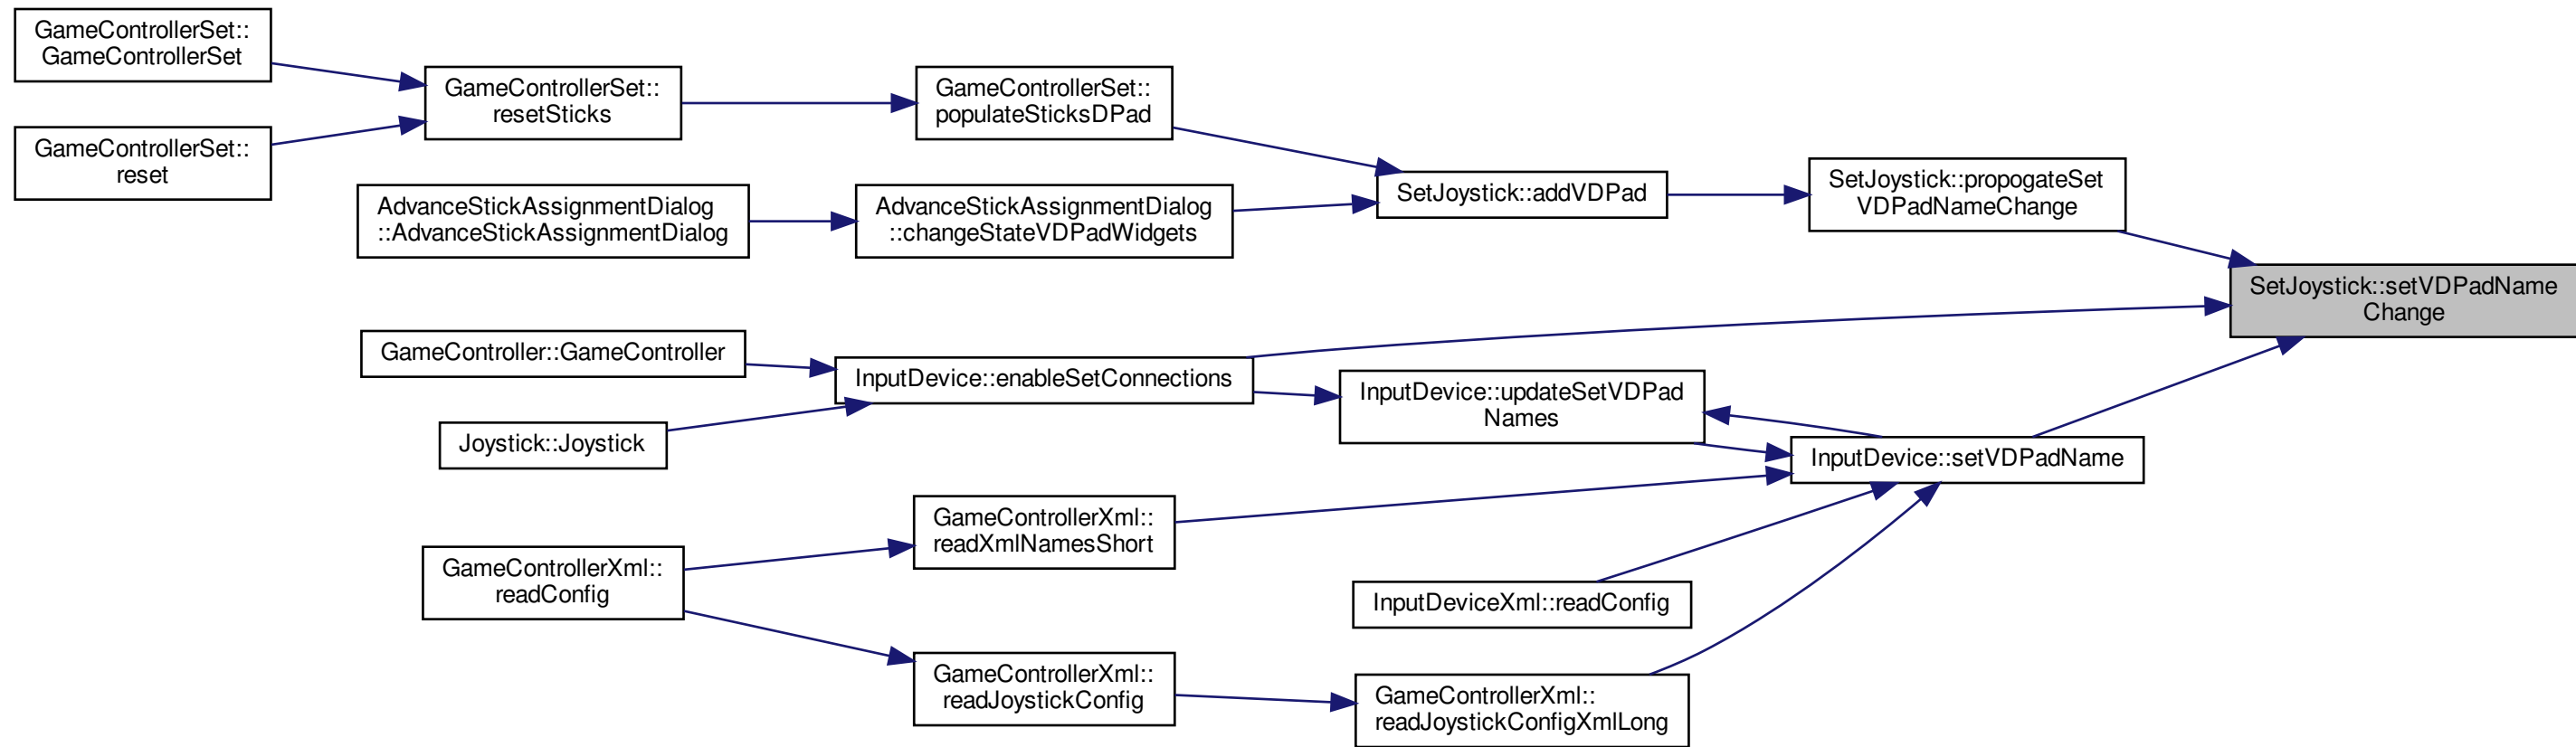 GameControllerSet::
GameControllerSet
GameControllerSet::
reset
GameControllerSet::
resetSticks
GameControllerSet::
populateSticksDPad
AdvanceStickAssignmentDialog
::AdvanceStickAssignmentDialog
AdvanceStickAssignmentDialog
::changeStateVDPadWidgets
SetJoystick::addVDPad
SetJoystick::propogateSet
VDPadNameChange
SetJoystick::setVDPadName
Change
GameController::GameController
Joystick::Joystick
InputDevice::enableSetConnections
InputDevice::updateSetVDPad
Names
InputDevice::setVDPadName
GameControllerXml::
readXmlNamesShort
GameControllerXml::
readConfig
InputDeviceXml::readConfig
GameControllerXml::
readJoystickConfig
GameControllerXml::
readJoystickConfigXmlLong